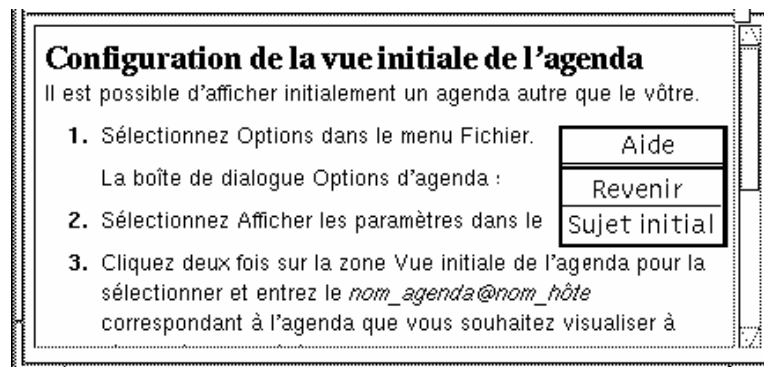 Configuration de la vue initiale de l'agenda
Il est possible d'afficher initialement un agenda autre que le vôtre.
1. Sélectionnez Options dans le menu Fichier.
La boîte de dialogue Options d'agenda :
2. Sélectionnez Afficher les paramètres dans le
Aide
Revenir
Sujet initial
3. Cliquez deux fois sur la zone Vue initiale de l'agenda pour la
sélectionner et entrez le nom_agenda@nom_hôte
correspondant à l'agenda que vous souhaitez visualiser à